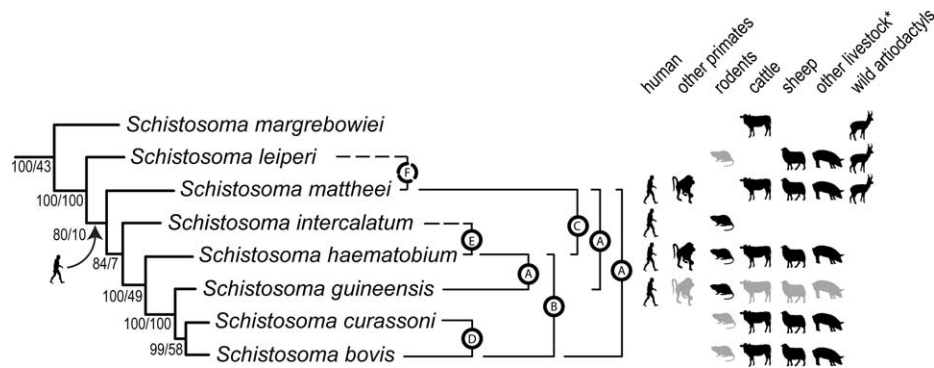 human
other primates
rodents
cattle
sheep
other livestock*
wild artiodactyls
Schistosoma margrebowiei
100/43
Schistosoma leiperi
F
100/100
Schistosoma mattheei
80/10
C
A
A
Schistosoma intercalatum
E
84/7
Schistosoma haematobium
A
B
100/49
Schistosoma guineensis
100/100
Schistosoma curassoni
D
99/58
Schistosoma bovis